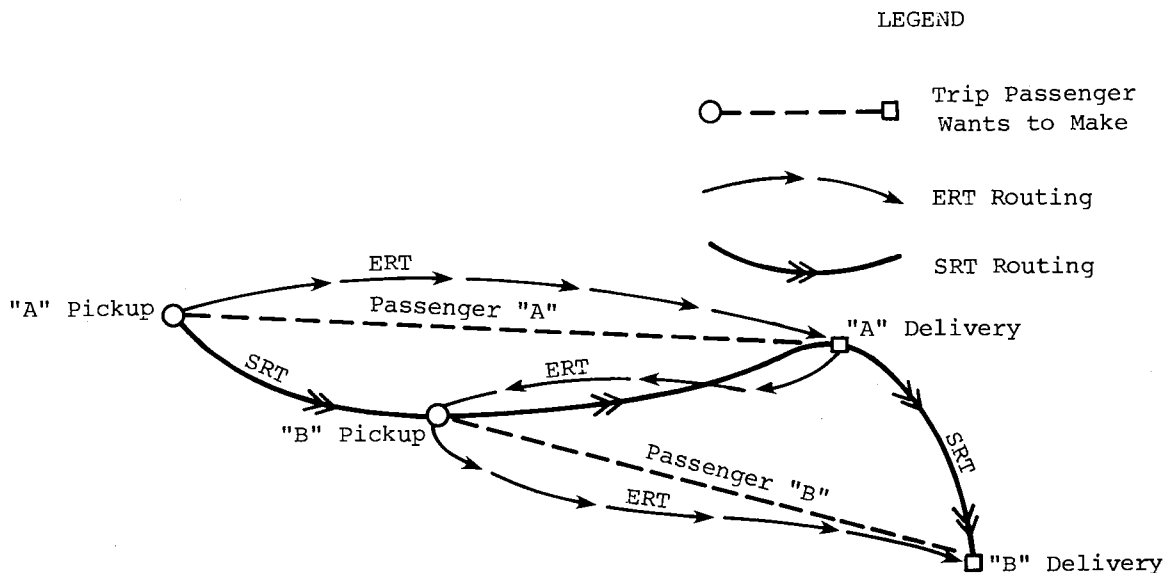 LEGEND
Trip Passenger
Wants to Make
ERT Routing
SRT Routing
ERT
"A" Pickup
Passenger "A"
"A" Delivery
SRT
ERT
"B" Pickup
Passenger "B"
SRT
ERT
"B" Delivery